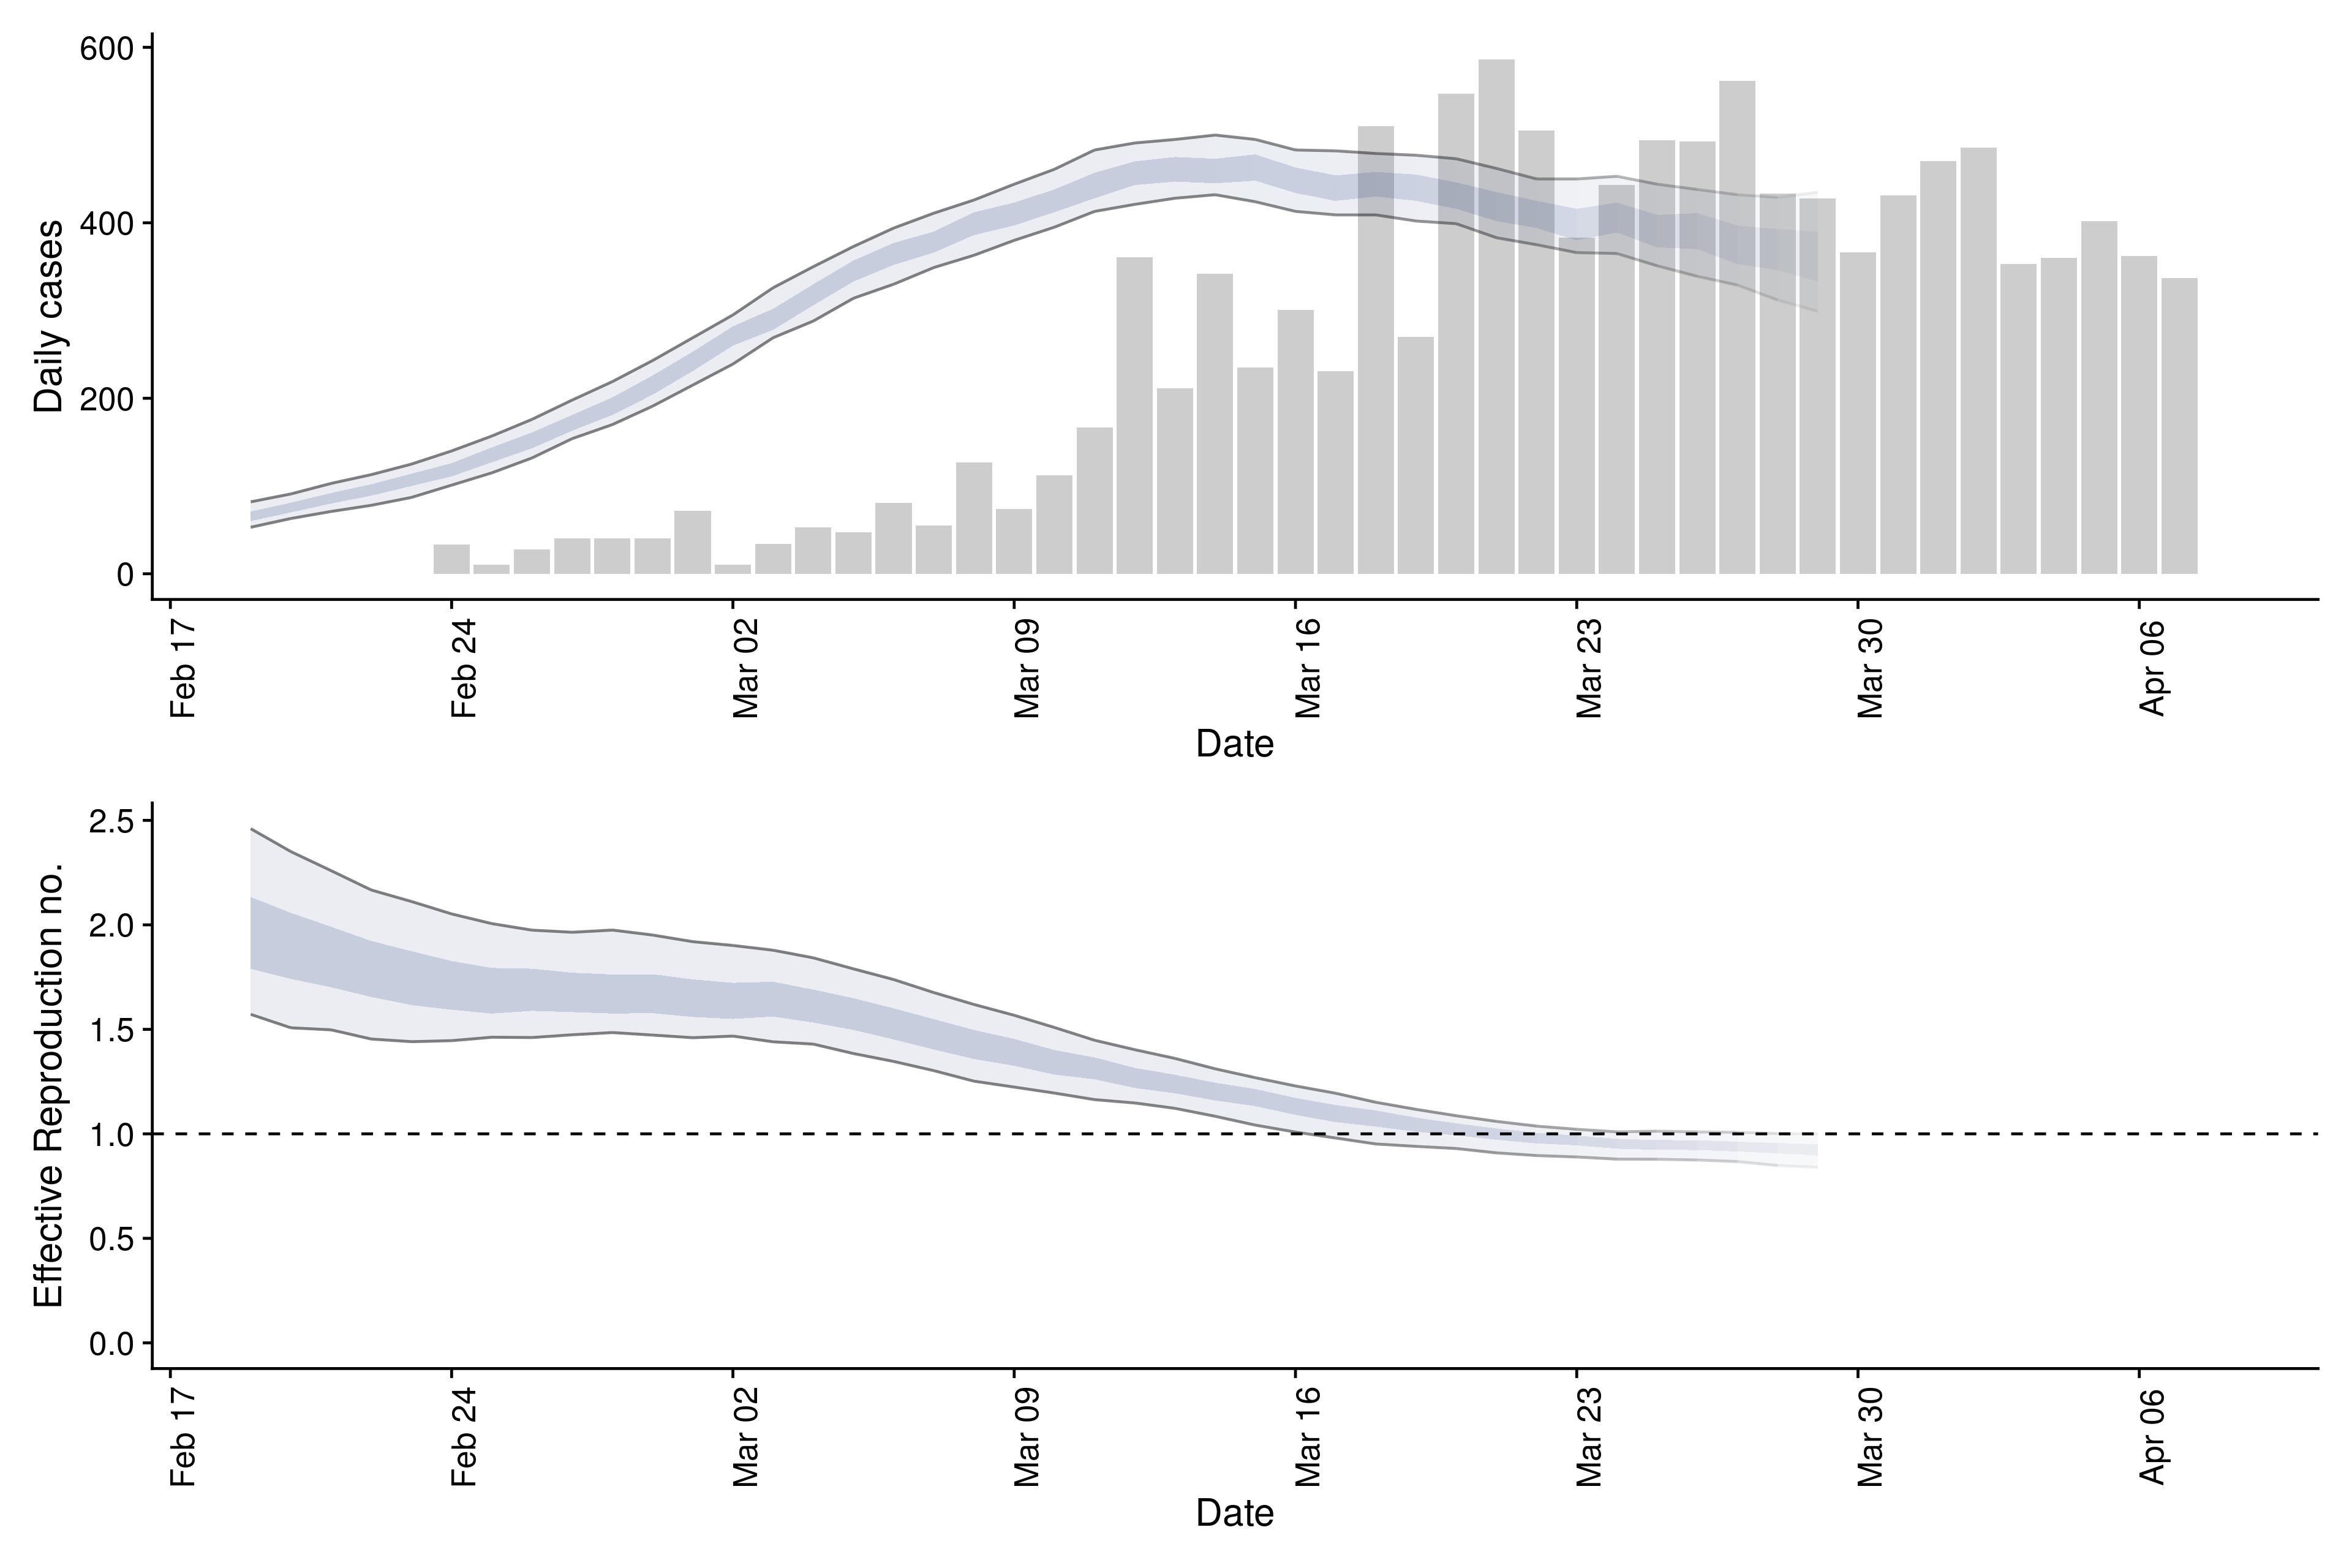 Daily cases
600
400
200
0
Feb 17
Feb 24
Mar 02
Mar 09
Mar 16
Mar 23
Mar 30
Apr 06
Date
Effective Reproduction no.
2.5
2.0
1.5
1.0
0.5
0.0
Feb 17
Feb 24
Mar 02
Mar 09
Mar 16
Mar 23
Mar 30
Apr 06
Date